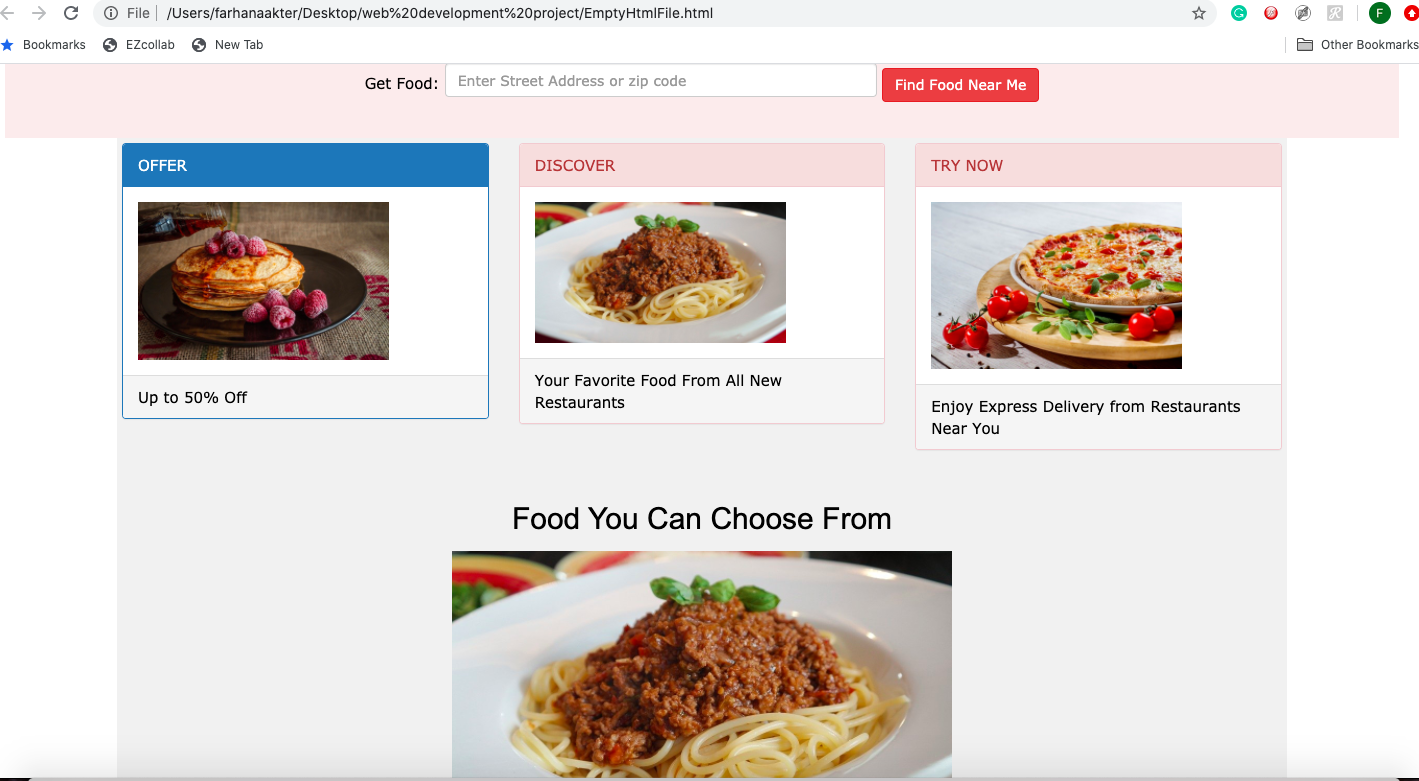 File /Users/farhanaakter/Desktop/web%20development%20project/EmptyHtmlFile.html
F
Bookmarks EZcollab New Tab Other Bookmarks
Get Food: Enter Street Address or zip code Find Food Near Me
OFFER
Up to 50% Off
DISCOVER
Your Favorite Food From All New
Restaurants
TRY NOW
Enjoy Express Delivery from Restaurants
Near You
Food You Can Choose From